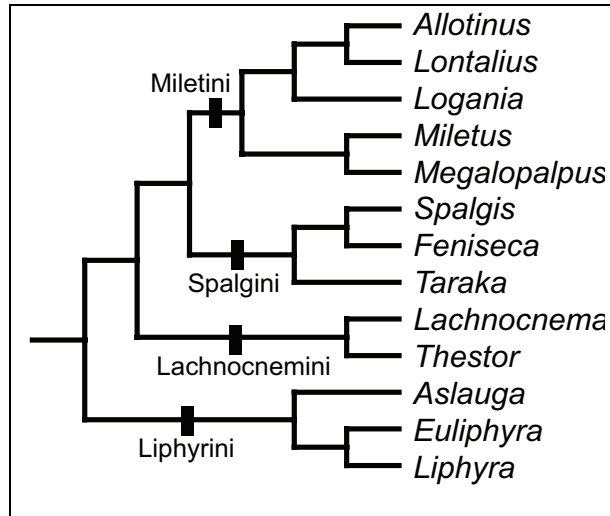 Allotinus
Lontalius
Miletini
Logania
Miletus
Megalopalpus
Spalgis
Feniseca
Spalgini
Taraka
Lachnocnema
Lachnocnemini
Thestor
Aslauga
Liphyrini
Euliphyra
Liphyra